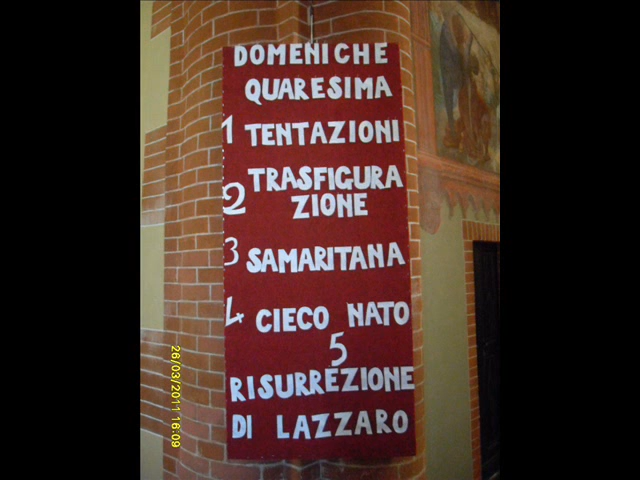 DOMENICHE
QUARESIMA
1 TENTAZIONI
2 TRASFIGURA
ZIONE
3 SAMARITANA
4 CIECO NATO
5
RISURREZIONE
DI LAZZARO
26/03/2011 16:09